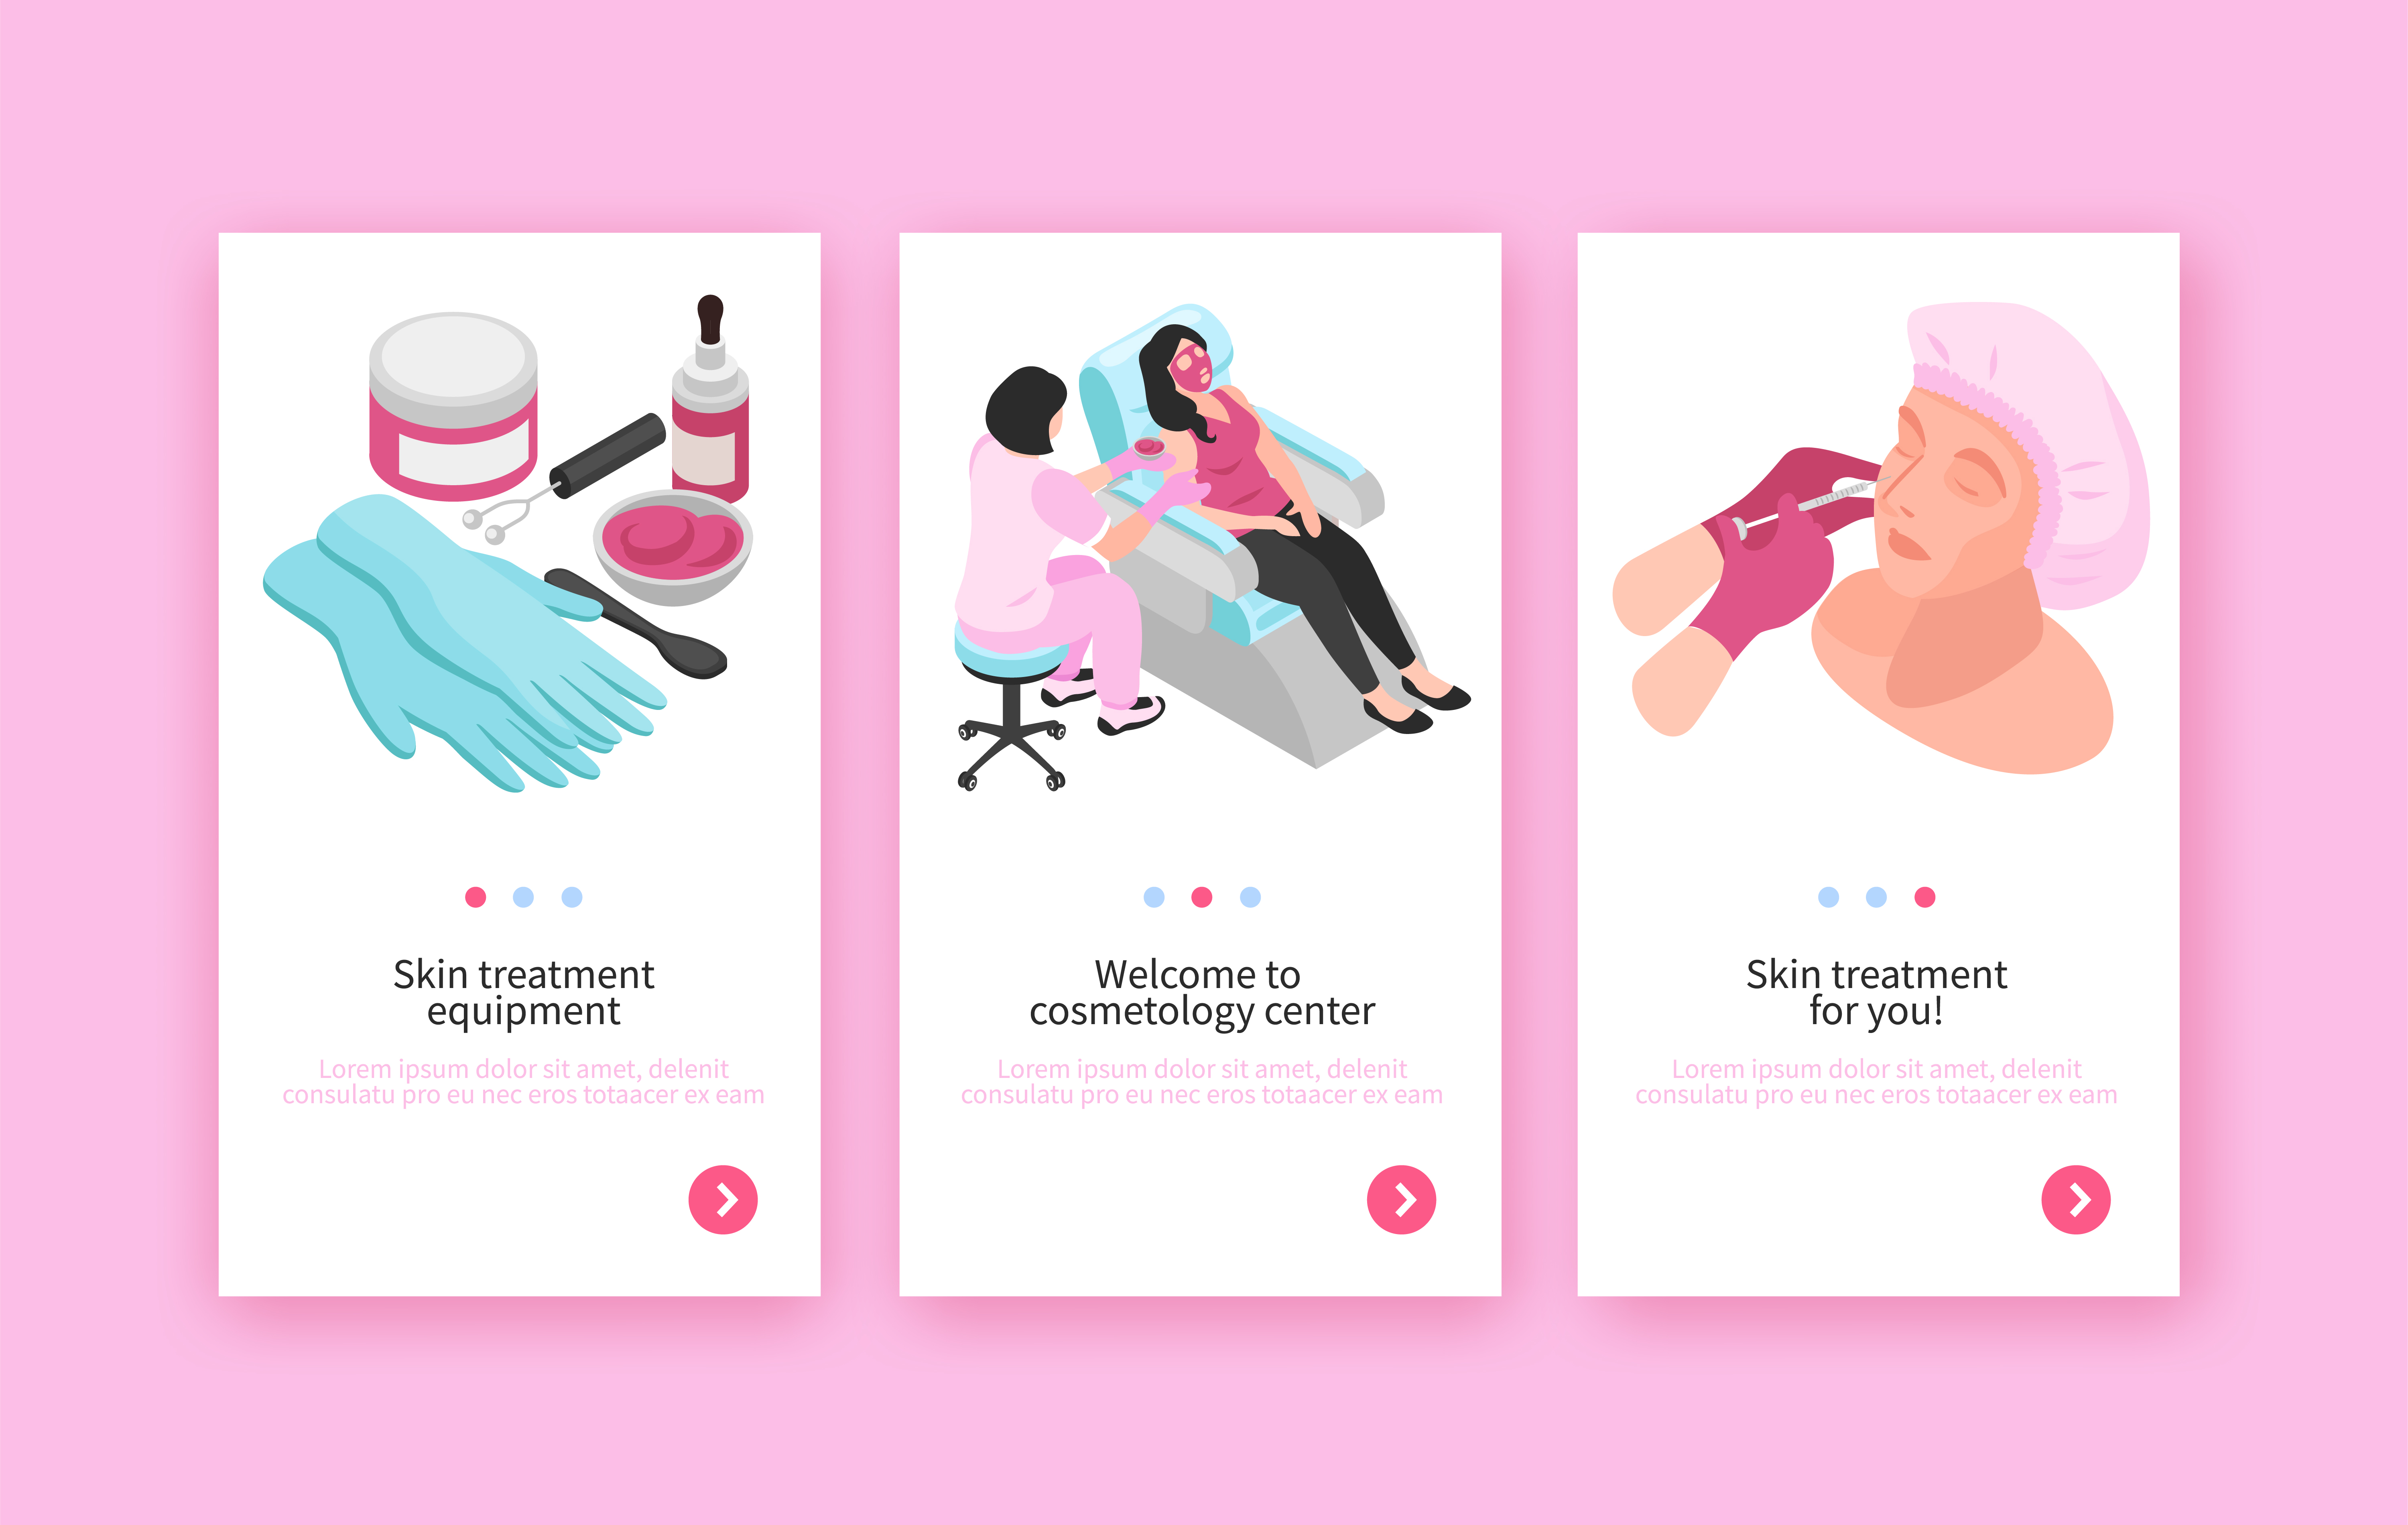 Skin treatment
equipment
Lorem ipsum dolor sit amet, delenit
consulatu pro eu nec eros totaacer ex eam
Welcome to
cosmetology center
Lorem ipsum dolor sit amet, delenit
consulatu pro eu nec eros totaacer ex eam
Skin treatment
for you!
Lorem ipsum dolor sit amet, delenit
consulatu pro eu nec eros totaacer ex eam